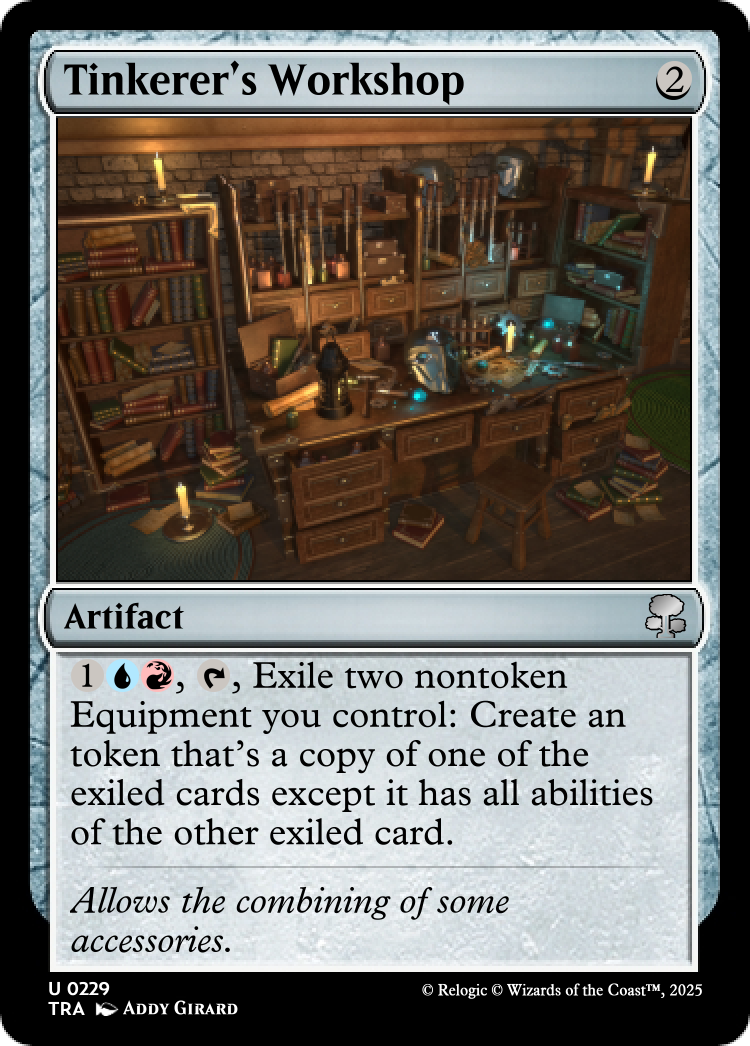 Tinkerer's Workshop 2
Artifact
1, , Exile two nontoken
Equipment you control: Create an
token that's a copy of one of the
exiled cards except it has all abilities
of the other exiled card.
Allows the combining of some
accessories.
U 0229
TRA ADDY GIRARD
© Relogic © Wizards of the Coast™, 2025